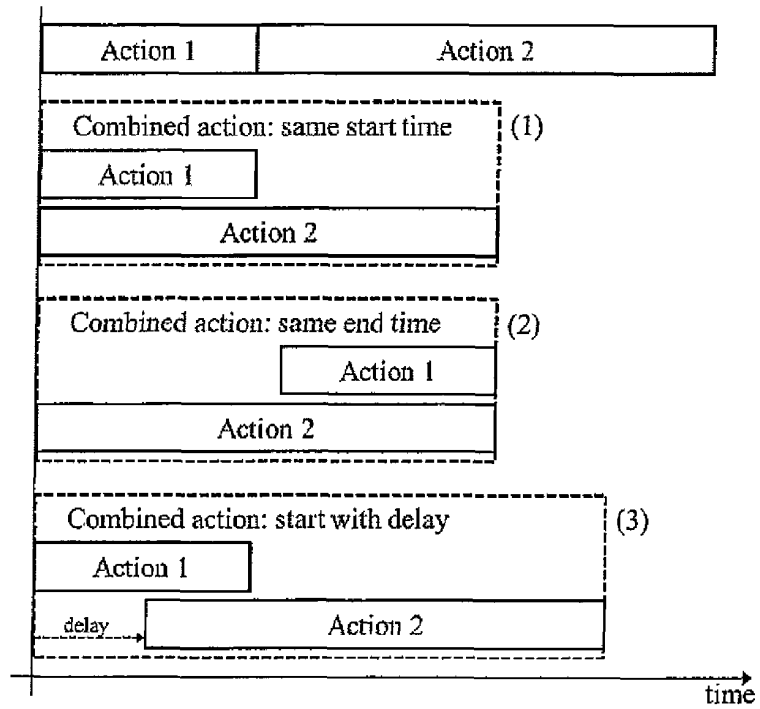 Action 1 Action 2
Combined action: same start time (1)
Action 1
Action 2
Combined action: same end time (2)
Action 1
Action 2
Combined action: start with delay (3)
Action 1
delay Action 2
time